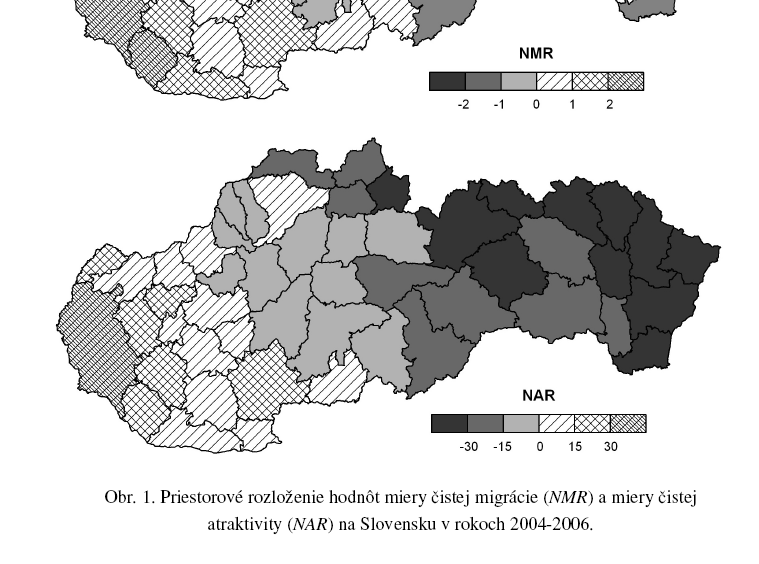 NMR
-2 -1 0 1 2
NAR
-30 -15 0 15 30
Obr. 1. Priestorové rozloženie hodnôt miery čistej migrácie (NMR) a miery čistej
atraktivity (NAR) na Slovensku v rokoch 2004-2006.